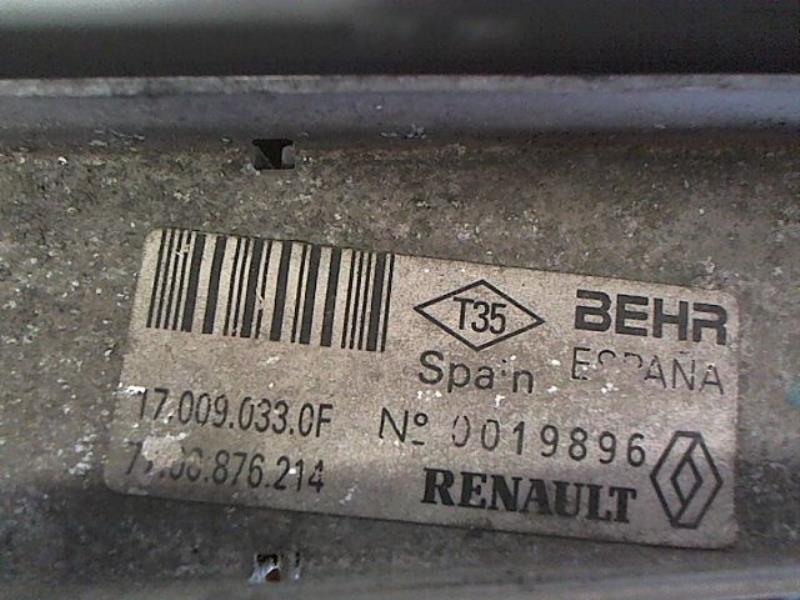 T35
BEHR
Spain
ESPAÑA
17.009.033.0F
Nº 0019896
876.214
RENAULT